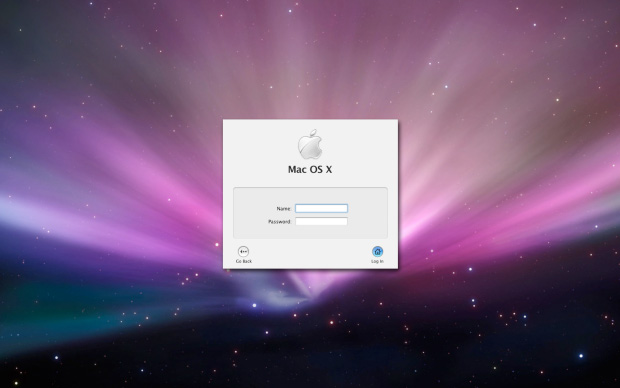 Mac OS X
Name:
Password:
Go Back
Log In